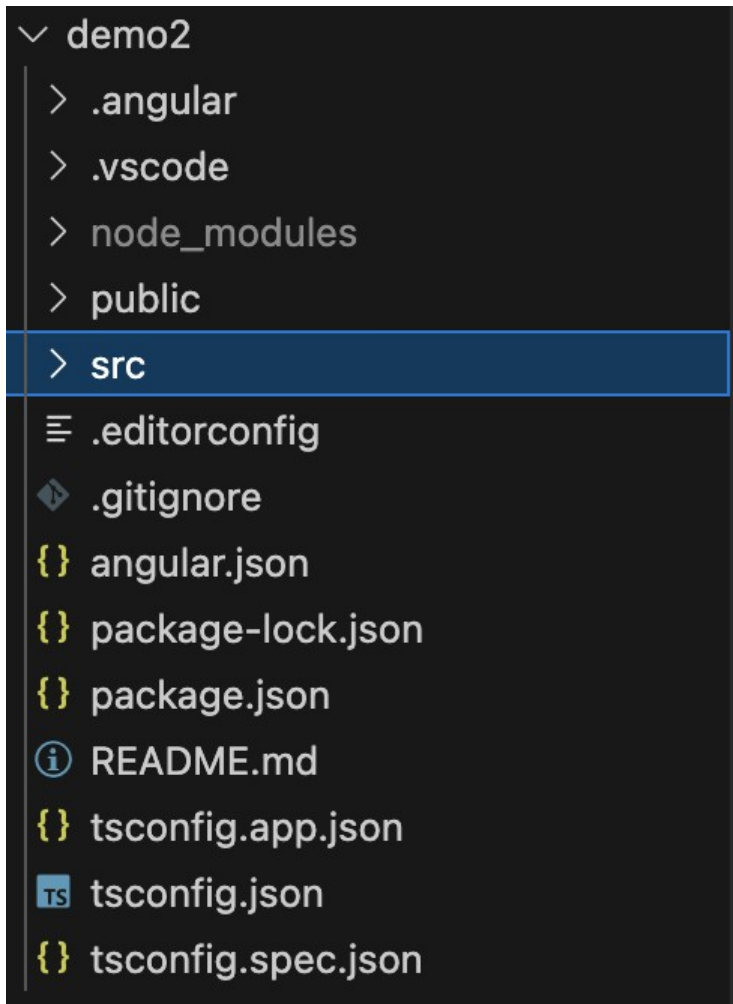 demo2
.angular
.vscode
node_modules
public
src
.editorconfig
.gitignore
angular.json
package-lock.json
package.json
README.md
tsconfig.app.json
TS tsconfig.json
tsconfig.spec.json